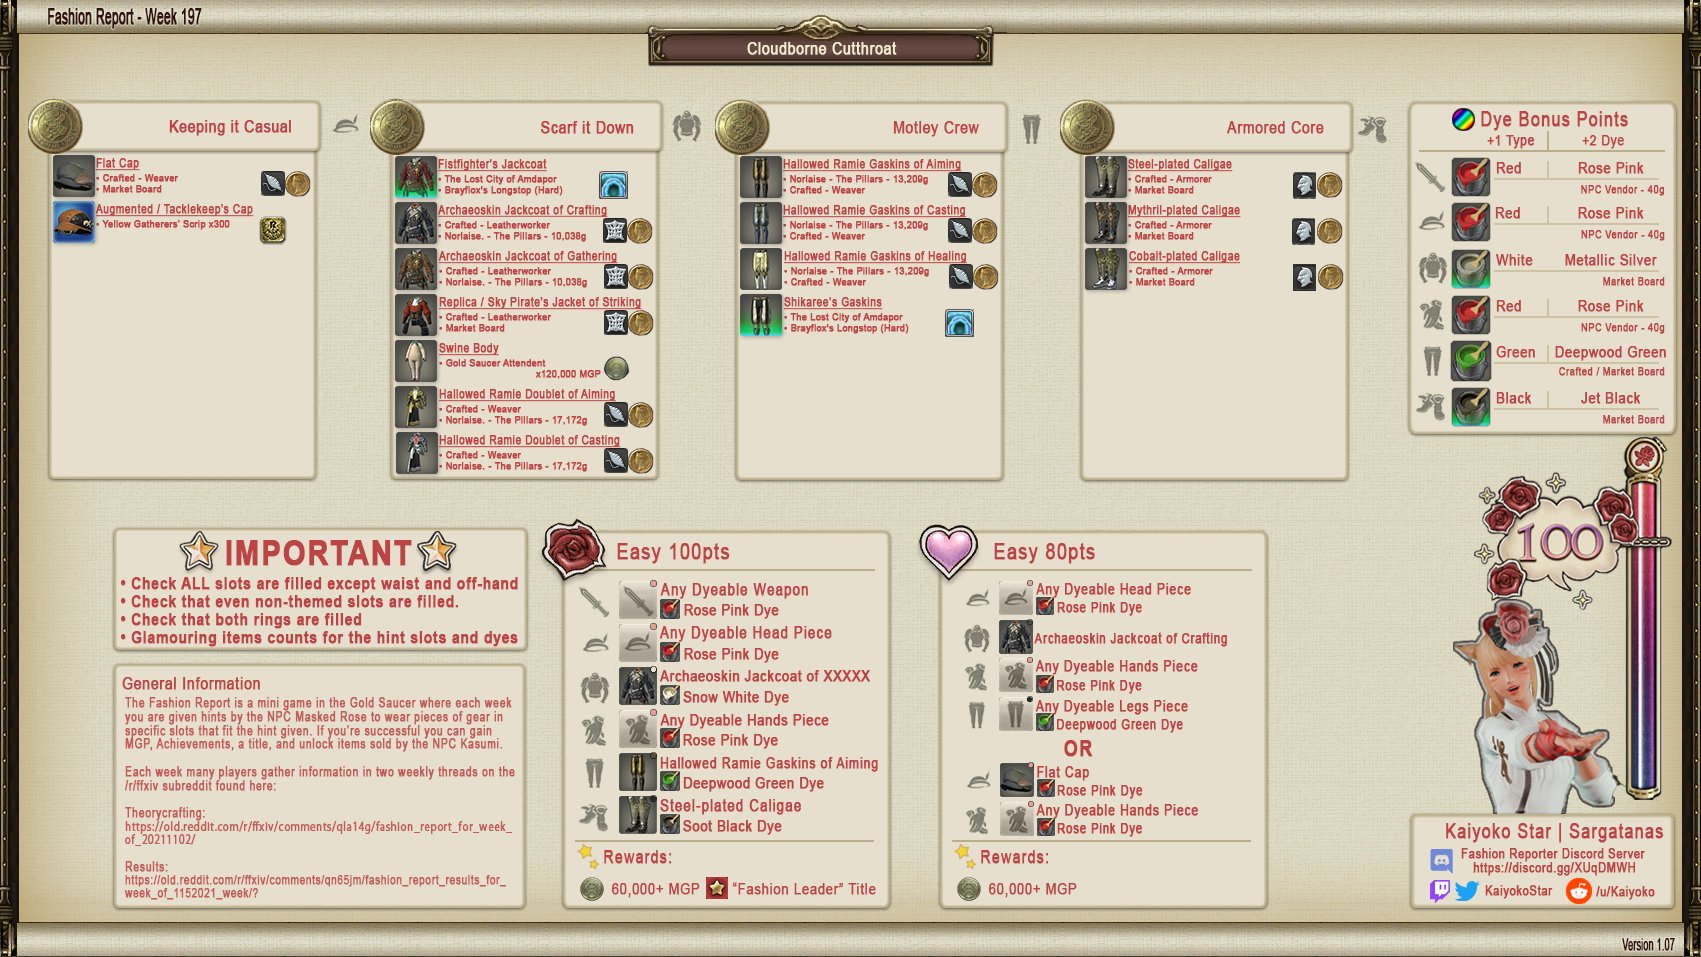 Fashion Report - Week 197
Cloudborne Cutthroat
Keeping it Casual
Flat Cap
• Crafted - Weaver
• Market Board
Augmented / Tacklekeep's Cap
• Yellow Gatherers' Scrip x300
Scarf it Down
Fistfighter's Jackcoat
• The Lost City of Amdapor
• Brayflox's Longstop (Hard)
Archaeoskin Jackcoat of Crafting
• Crafted - Leatherworker
• Norlaise. - The Pillars - 10,038g
Archaeoskin Jackcoat of Gathering
• Crafted - Leatherworker
• Norlaise. - The Pillars - 10,038g
Replica / Sky Pirate's Jacket of Striking
• Crafted - Leatherworker
• Market Board
Swine Body
• Gold Saucer Attendent
x120,000 MGP
Hallowed Ramie Doublet of Aiming
• Crafted - Weaver
• Norlaise. - The Pillars - 17,172g
Hallowed Ramie Doublet of Casting
• Crafted - Weaver
• Norlaise. - The Pillars - 17,172g
Motley Crew
Hallowed Ramie Gaskins of Aiming
• Norlaise - The Pillars - 13,209g
• Crafted - Weaver
Hallowed Ramie Gaskins of Casting
• Norlaise - The Pillars - 13,209g
• Crafted - Weaver
Hallowed Ramie Gaskins of Healing
• Norlaise - The Pillars - 13,209g
• Crafted - Weaver
Shikaree's Gaskins
• The Lost City of Amdapor
• Brayflox's Longstop (Hard)
Armored Core
Steel-plated Caligae
• Crafted - Armorer
• Market Board
Mythril-plated Caligae
• Crafted - Armorer
• Market Board
Cobalt-plated Caligae
• Crafted - Armorer
• Market Board
Dye Bonus Points
+1 Type +2 Dye
Red Rose Pink
NPC Vendor - 40g
Red Rose Pink
NPC Vendor - 40g
White Metallic Silver
Market Board
Red Rose Pink
NPC Vendor - 40g
Green Deepwood Green
Crafted / Market Board
Black Jet Black
Market Board
IMPORTANT
• Check ALL slots are filled except waist and off-hand
• Check that even non-themed slots are filled.
• Check that both rings are filled
• Glamouring items counts for the hint slots and dyes
General Information
The Fashion Report is a mini game in the Gold Saucer where each week
you are given hints by the NPC Masked Rose to wear pieces of gear in
specific slots that fit the hint given. If you're successful you can gain
MGP, Achievements, a title, and unlock items sold by the NPC Kasumi.
Each week many players gather information in two weekly threads on the
/r/ffxiv subreddit found here:
Theorycrafting:
https://old.reddit.com/r/ffxiv/comments/qla14g/fashion_report_for_week_
of_20211102/
Results:
https://old.reddit.com/r/ffxiv/comments/qn65jm/fashion_report_results_for_
week_of_1152021_week/?
Easy 100pts
Any Dyeable Weapon
Rose Pink Dye
Any Dyeable Head Piece
Rose Pink Dye
Archaeoskin Jackcoat of XXXXX
Snow White Dye
Any Dyeable Hands Piece
Rose Pink Dye
Hallowed Ramie Gaskins of Aiming
Deepwood Green Dye
Steel-plated Caligae
Soot Black Dye
Rewards:
60,000+ MGP "Fashion Leader" Title
Easy 80pts
Any Dyeable Head Piece
Rose Pink Dye
Archaeoskin Jackcoat of Crafting
Any Dyeable Hands Piece
Rose Pink Dye
Any Dyeable Legs Piece
Deepwood Green Dye
OR
Flat Cap
Rose Pink Dye
Any Dyeable Hands Piece
Rose Pink Dye
Rewards:
60,000+ MGP
100
Kaiyoko Star | Sargatanas
Fashion Reporter Discord Server
https://discord.gg/XUqDMWH
KaiyokoStar /u/Kaiyoko
Version 1.07